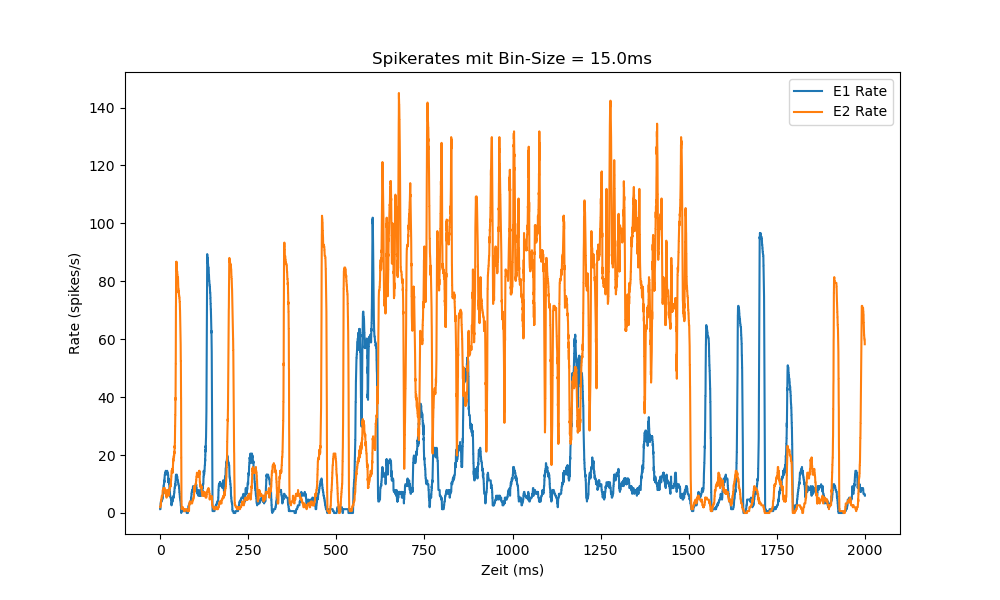 Spikerates mit Bin-Size = 15.0ms
E1 Rate
E2 Rate
Rate (spikes/s)
140
120
100
80
60
40
20
0
0 250 500 750 1000 1250 1500 1750 2000
Zeit (ms)